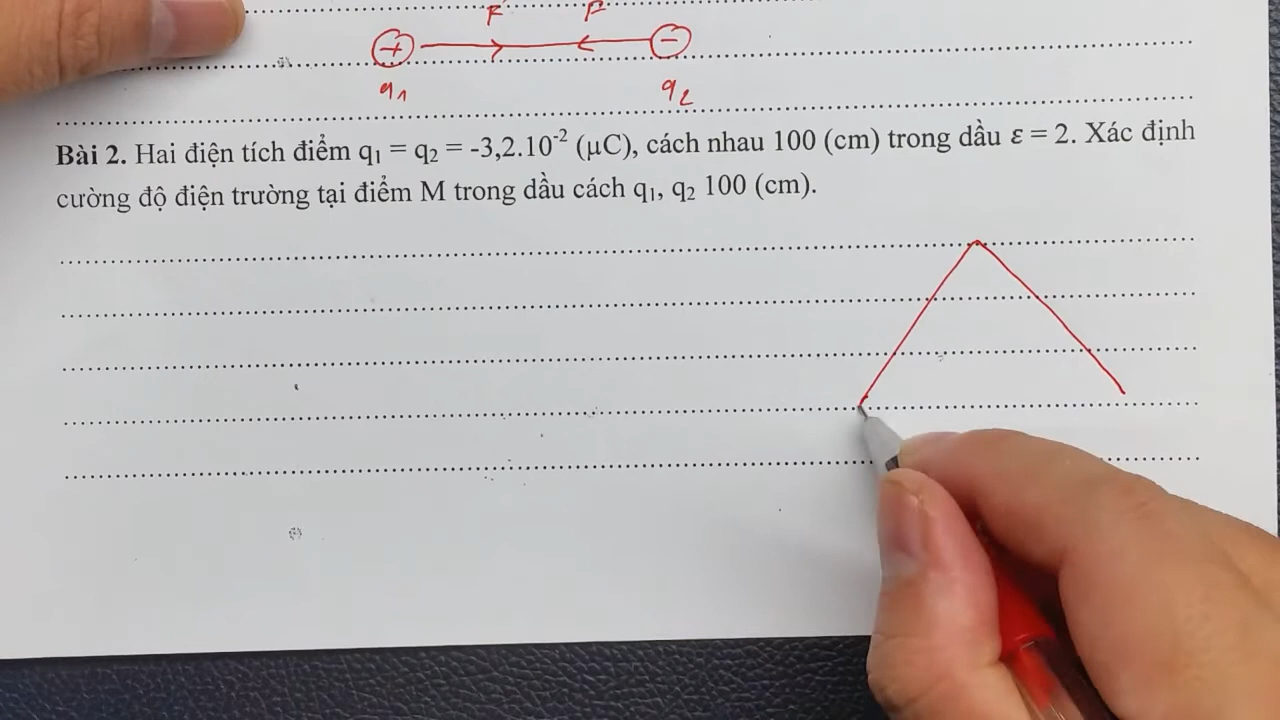 F F
+ −
q1 q2
Bài 2. Hai điện tích điểm q₁ = q₂ = -3,2.10⁻² (μC), cách nhau 100 (cm) trong dầu ε = 2. Xác định
cường độ điện trường tại điểm M trong dầu cách q₁, q₂ 100 (cm).